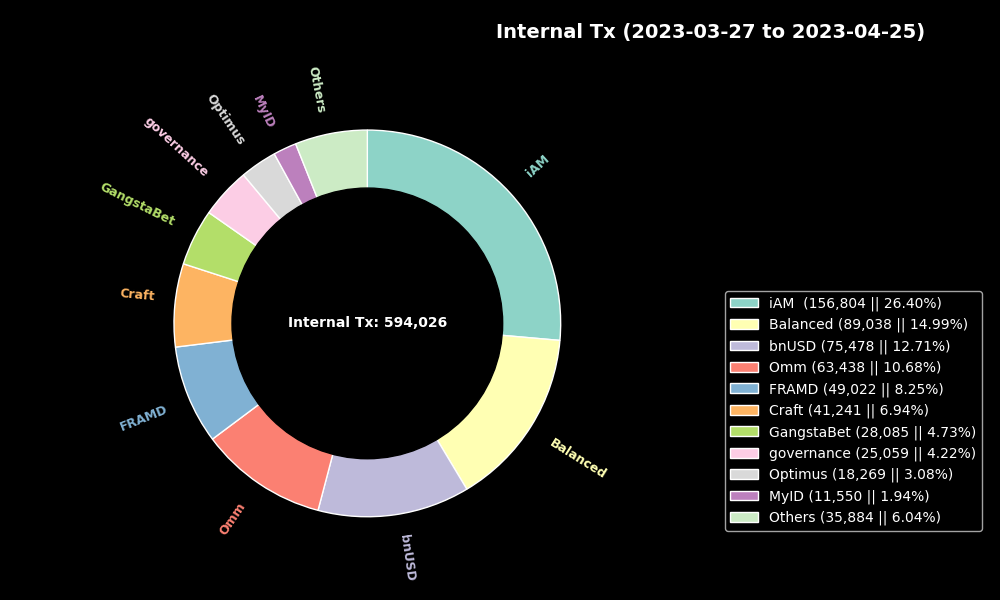 Internal Tx (2023-03-27 to 2023-04-25)
Others
MyID
Optimus
governance
iAM
GangstaBet
Craft
Internal Tx: 594,026
FRAMD
Balanced
Omm
bnUSD
iAM  (156,804 || 26.40%)
Balanced (89,038 || 14.99%)
bnUSD (75,478 || 12.71%)
Omm (63,438 || 10.68%)
FRAMD (49,022 || 8.25%)
Craft (41,241 || 6.94%)
GangstaBet (28,085 || 4.73%)
governance (25,059 || 4.22%)
Optimus (18,269 || 3.08%)
MyID (11,550 || 1.94%)
Others (35,884 || 6.04%)